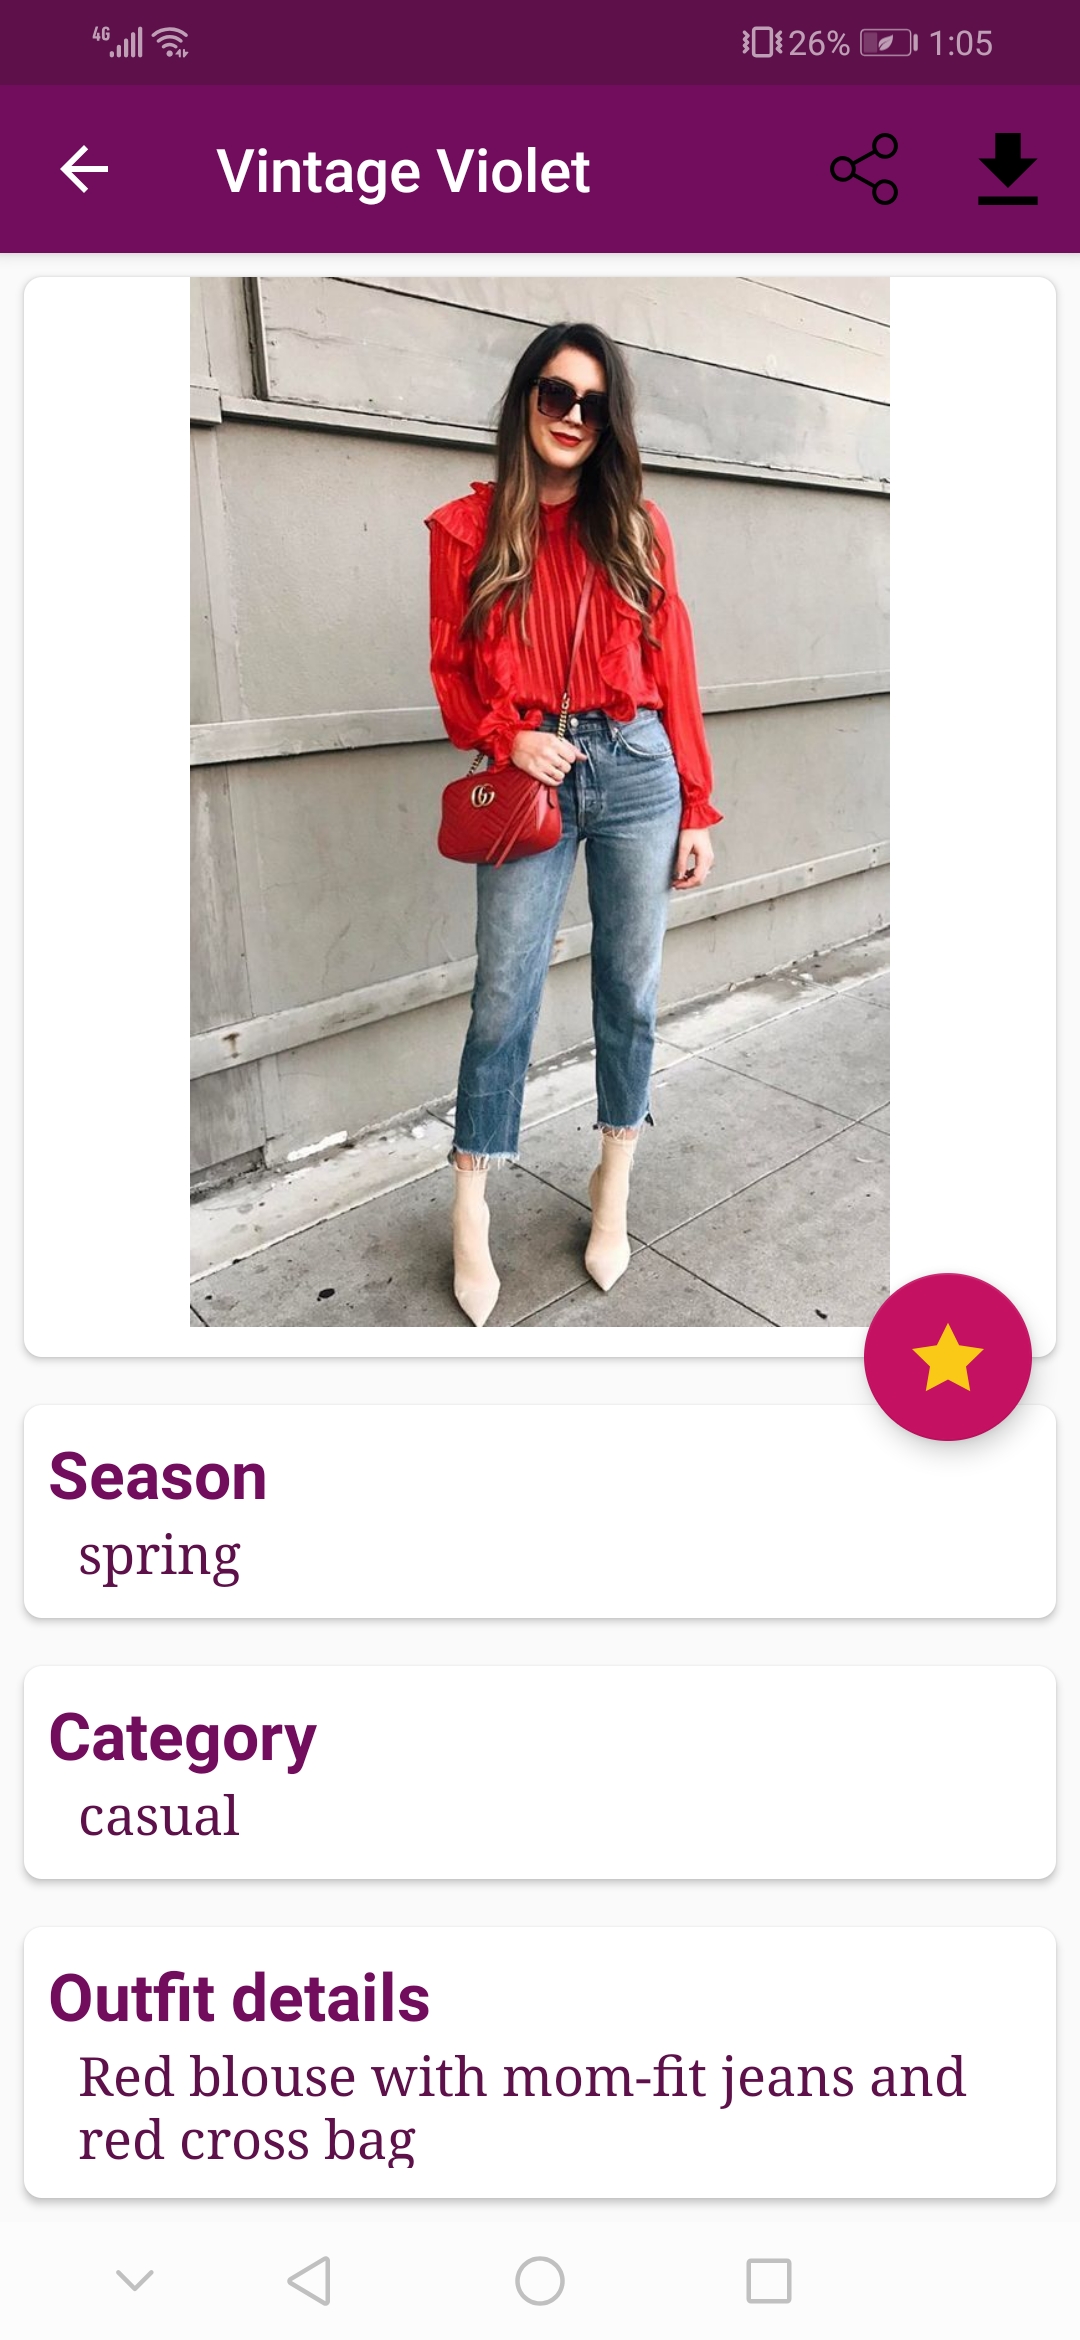 4G 26% 1:05
Vintage Violet
Season
spring
Category
casual
Outfit details
Red blouse with mom-fit jeans and
red cross bag